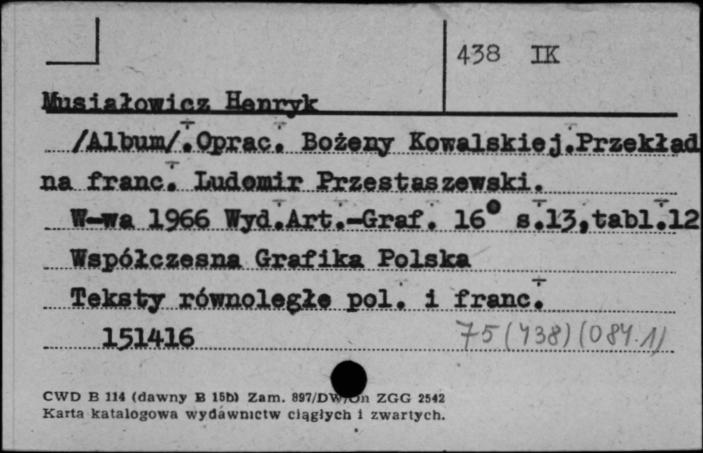 438 IK
Musiałowicz Henryk
/Album/.Oprac. Bożeny Kowalskiej.Przekład
na franc. Ludomir Przestaszewski.
W-wa 1966 Wyd.Art.-Graf. 16° s.13,tabl.12
Współczesna Grafika Polska
Teksty równoległe pol. i franc.
151416 75(438)(084.1)
CWD B 114 (dawny B 15b) Zam. 897/DW/On ZGG 2542
Karta katalogowa wydawnictw ciągłych i zwartych.